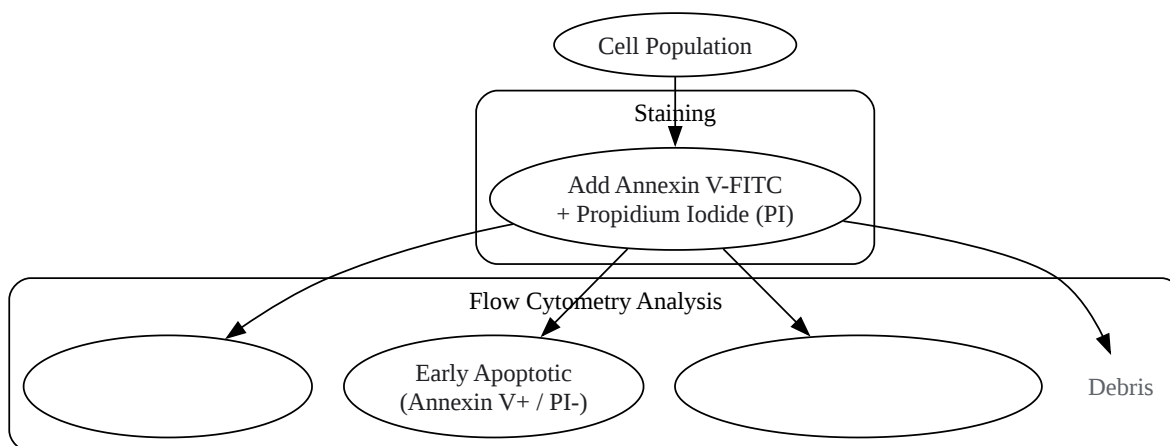 Cell Population
Staining
Add Annexin V-FITC
+ Propidium Iodide (PI)
Flow Cytometry Analysis
Early Apoptotic
(Annexin V+ / PI-)
Debris